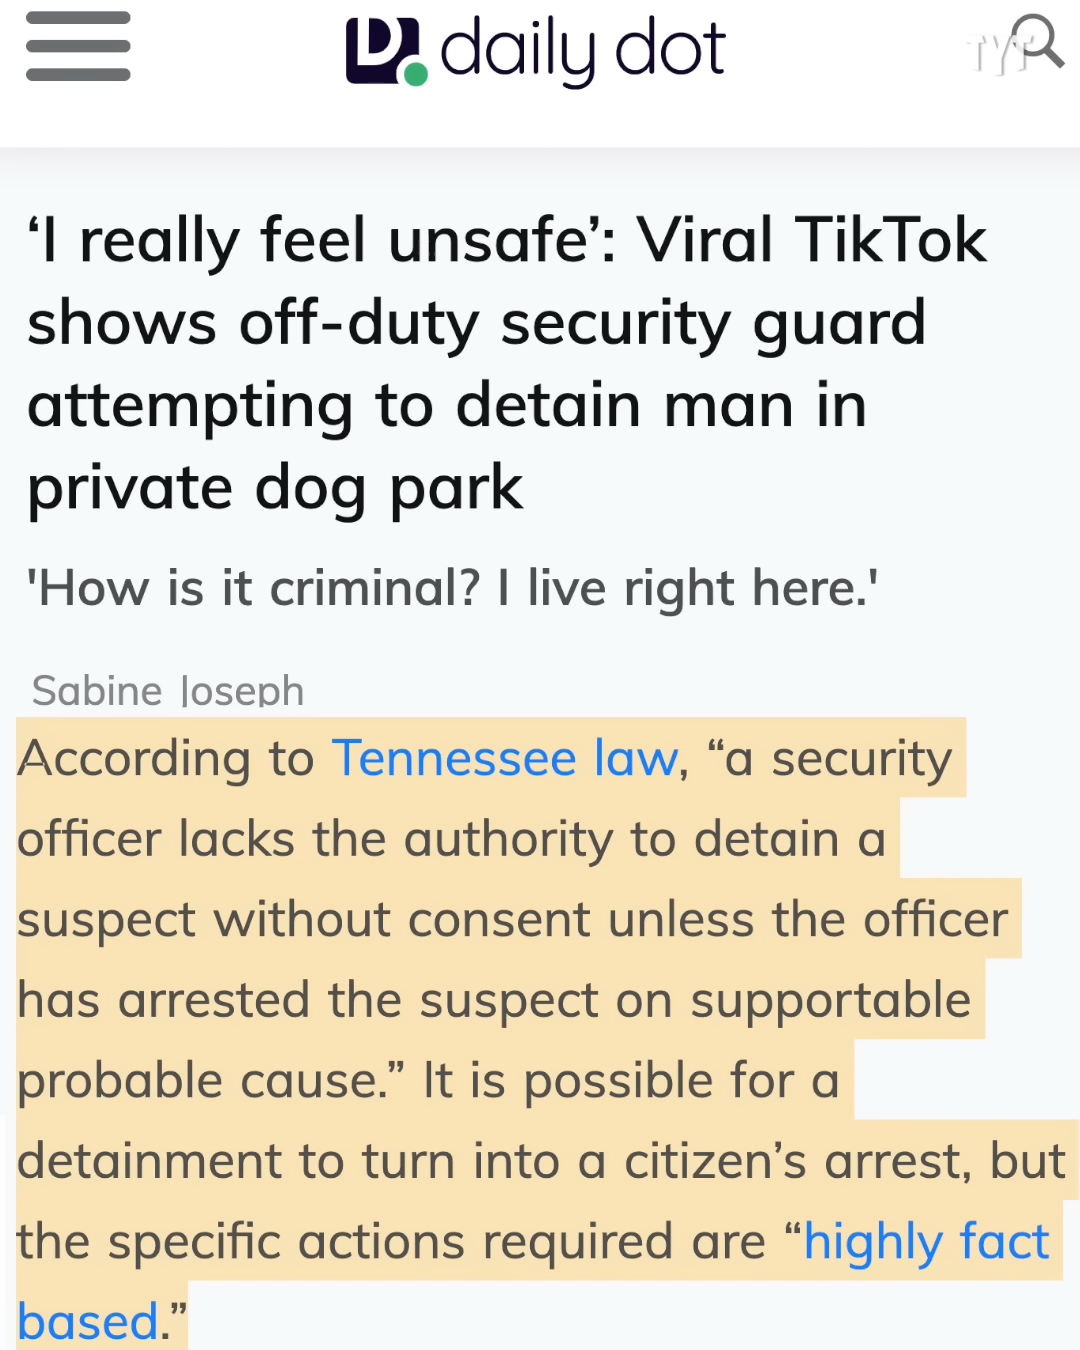 D. daily dot
TYT
‘I really feel unsafe’: Viral TikTok
shows off-duty security guard
attempting to detain man in
private dog park
'How is it criminal? I live right here.'
Sabine Joseph
According to Tennessee law, “a security
officer lacks the authority to detain a
suspect without consent unless the officer
has arrested the suspect on supportable
probable cause.” It is possible for a
detainment to turn into a citizen’s arrest, but
the specific actions required are “highly fact
based.”